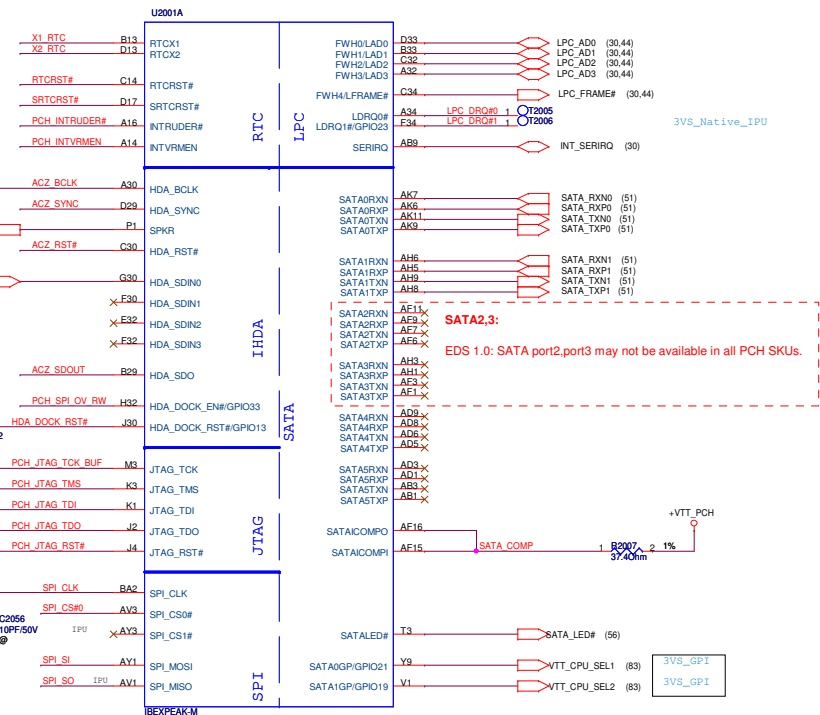 U2001A
X1_RTC B13 RTCX1 FWH0/LAD0 D33 LPC_AD0 (30,44)
X2_RTC D13 RTCX2 FWH1/LAD1 B33 LPC_AD1 (30,44)
FWH2/LAD2 C32 LPC_AD2 (30,44)
FWH3/LAD3 A32 LPC_AD3 (30,44)
RTCRST# C14 RTCRST#
FWH4/LFRAME# C34 LPC_FRAME# (30,44)
SRTCRST# D17 SRTCRST#
LDRQ0# A34 LPC_DRQ#0 1 T2005
PCH_INTRUDER# A16 INTRUDER# LDRQ1#/GPIO23 F34 LPC_DRQ#1 1 T2006 3VS_Native_IPU
RTC LPC
PCH_INTVRMEN A14 INTVRMEN SERIRQ AB9 INT_SERIRQ (30)
ACZ_BCLK A30 HDA_BCLK
SATA0RXN AK7 SATA_RXN0 (51)
ACZ_SYNC D29 HDA_SYNC SATA0RXP AK6 SATA_RXP0 (51)
SATA0TXN AK11 SATA_TXN0 (51)
P1 SPKR SATA0TXP AK9 SATA_TXP0 (51)
ACZ_RST# C30 HDA_RST#
SATA1RXN AH6 SATA_RXN1 (51)
SATA1RXP AH5 SATA_RXP1 (51)
G30 HDA_SDIN0 SATA1TXN AH9 SATA_TXN1 (51)
SATA1TXP AH8 SATA_TXP1 (51)
F30 HDA_SDIN1
SATA2RXN AF11
E32 HDA_SDIN2 SATA2RXP AF9 SATA2,3:
SATA2TXN AF7
F32 HDA_SDIN3 SATA2TXP AF6
IHDA
EDS 1.0: SATA port2,port3 may not be available in all PCH SKUs.
SATA3RXN AH3
ACZ_SDOUT B29 HDA_SDO SATA3RXP AH1
SATA3TXN AF3
SATA3TXP AF1
PCH_SPI_OV_RW H32 HDA_DOCK_EN#/GPIO33
SATA4RXN AD9
HDA_DOCK_RST# J30 HDA_DOCK_RST#/GPIO13 SATA4RXP AD8
SATA
SATA4TXN AD6
2 SATA4TXP AD5
PCH_JTAG_TCK_BUF M3 JTAG_TCK SATA5RXN AD3
SATA5RXP AD1
PCH_JTAG_TMS K3 JTAG_TMS SATA5TXN AB3
SATA5TXP AB1
PCH_JTAG_TDI K1 JTAG_TDI +VTT_PCH
PCH_JTAG_TDO J2 JTAG_TDO SATAICOMPO AF16
JTAG
PCH_JTAG_RST# J4 JTAG_RST# SATAICOMPI AF15 SATA_COMP 1 R2007 2 1%
37.4Ohm
SPI_CLK BA2 SPI_CLK
SPI_CS#0 AV3 SPI_CS0#
C2056
10PF/50V IPU AY3 SPI_CS1# SATALED# T3 SATA_LED# (56)
@
SPI_SI AY1 SPI_MOSI SATA0GP/GPIO21 Y9 VTT_CPU_SEL1 (83) 3VS_GPI
SPI
SPI_SO IPU AV1 SPI_MISO SATA1GP/GPIO19 V1 VTT_CPU_SEL2 (83) 3VS_GPI
IBEXPEAK-M